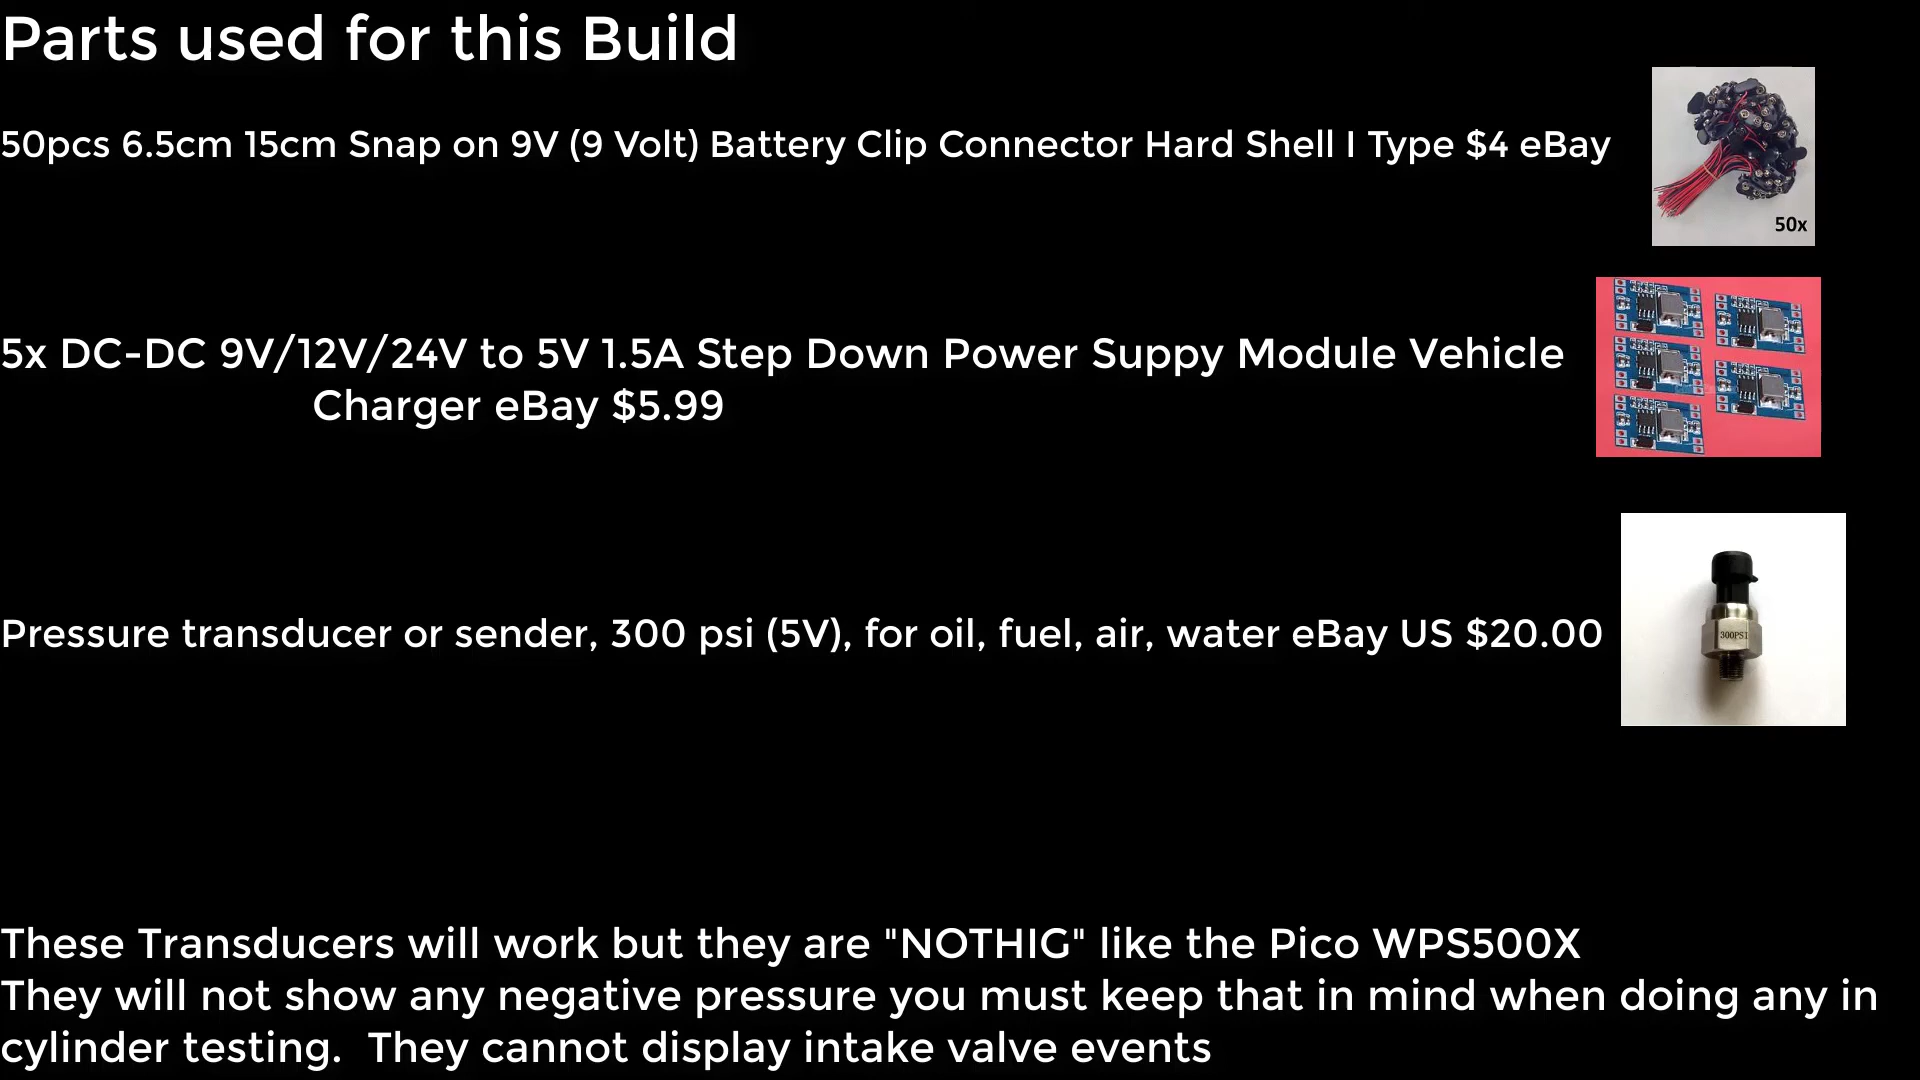 Parts used for this Build
50pcs 6.5cm 15cm Snap on 9V (9 Volt) Battery Clip Connector Hard Shell I Type $4 eBay
50x
5x DC-DC 9V/12V/24V to 5V 1.5A Step Down Power Suppy Module Vehicle
Charger eBay $5.99
Pressure transducer or sender, 300 psi (5V), for oil, fuel, air, water eBay US $20.00
300PSI
These Transducers will work but they are "NOTHIG" like the Pico WPS500X
They will not show any negative pressure you must keep that in mind when doing any in
cylinder testing.  They cannot display intake valve events